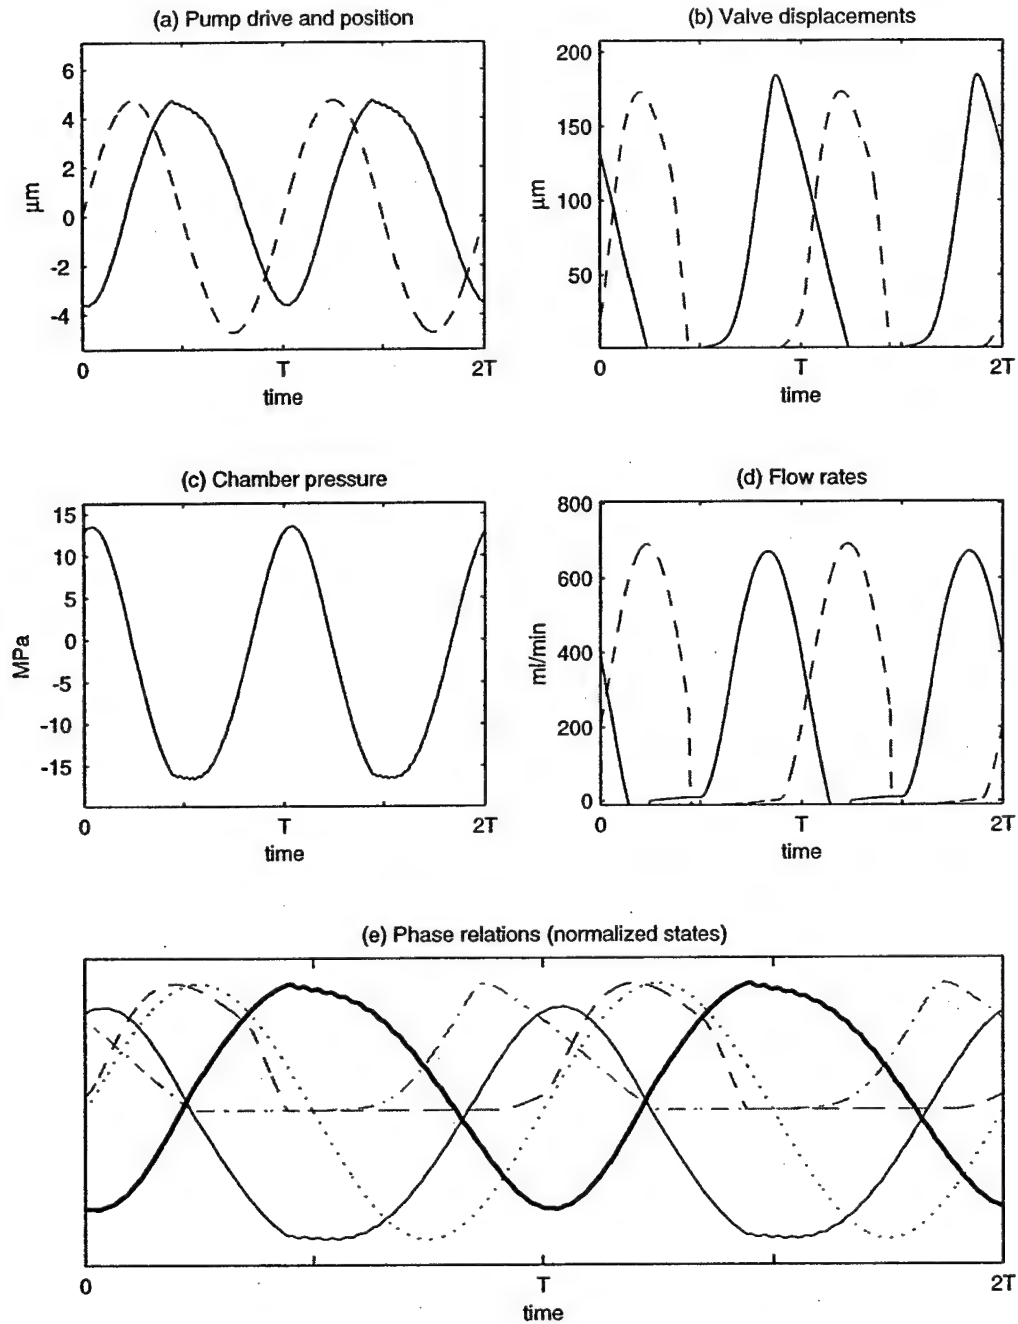 (a) Pump drive and position
6
4
2
0
-2
-4
µm
0
T
2T
time
(b) Valve displacements
200
150
100
50
µm
0
T
2T
time
(c) Chamber pressure
15
10
5
0
-5
-10
-15
MPa
0
T
2T
time
(d) Flow rates
800
600
400
200
0
ml/min
0
T
2T
time
(e) Phase relations (normalized states)
0
T
2T
time